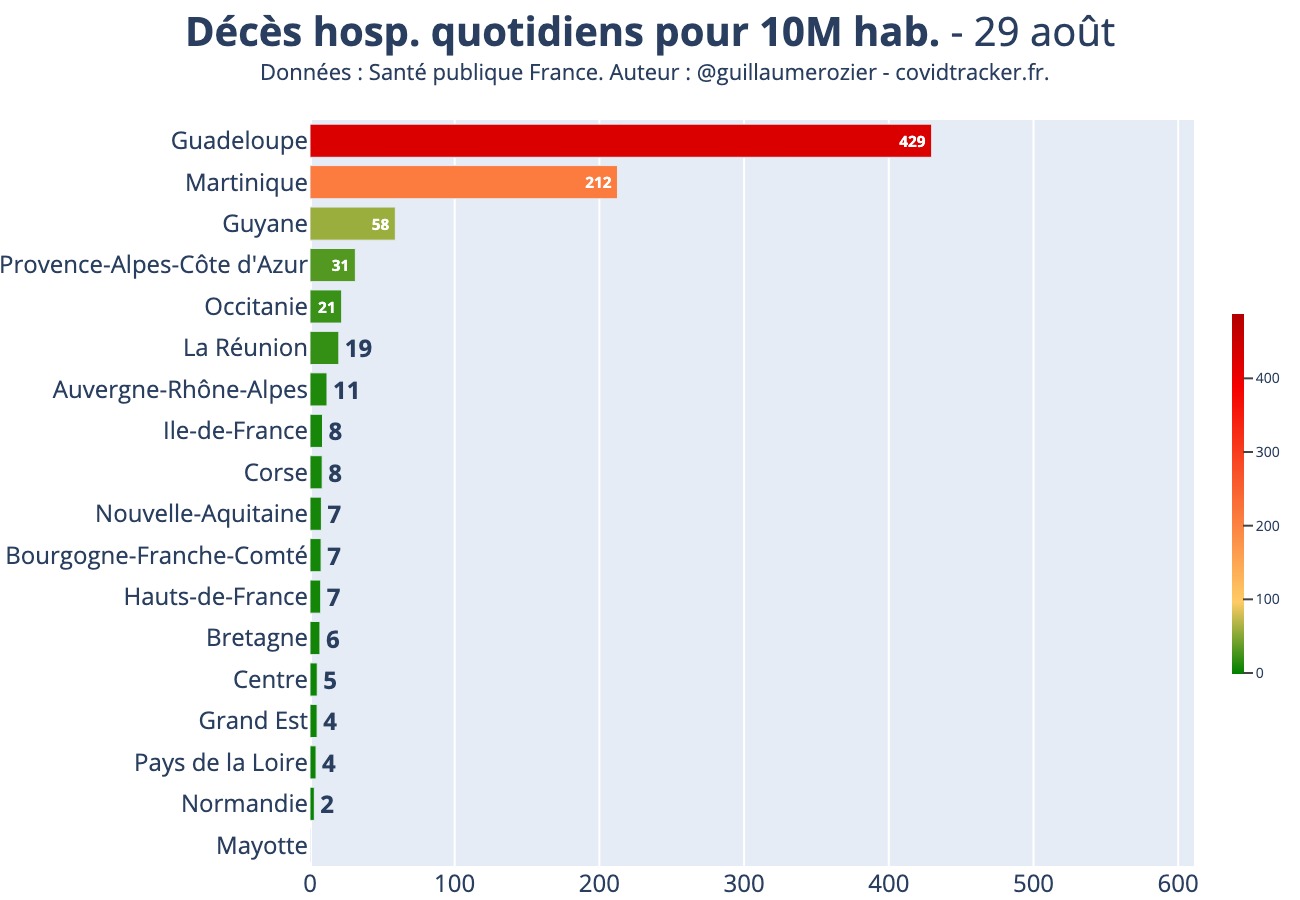 Décès hosp. quotidiens pour 10M hab. - 29 août
Données : Santé publique France. Auteur : @guillaumerozier - covidtracker.fr.
Guadeloupe 429
Martinique 212
Guyane 58
Provence-Alpes-Côte d'Azur 31
Occitanie 21
La Réunion 19
Auvergne-Rhône-Alpes 11
Ile-de-France 8
Corse 8
Nouvelle-Aquitaine 7
Bourgogne-Franche-Comté 7
Hauts-de-France 7
Bretagne 6
Centre 5
Grand Est 4
Pays de la Loire 4
Normandie 2
Mayotte
0 100 200 300 400 500 600
400
300
200
100
0